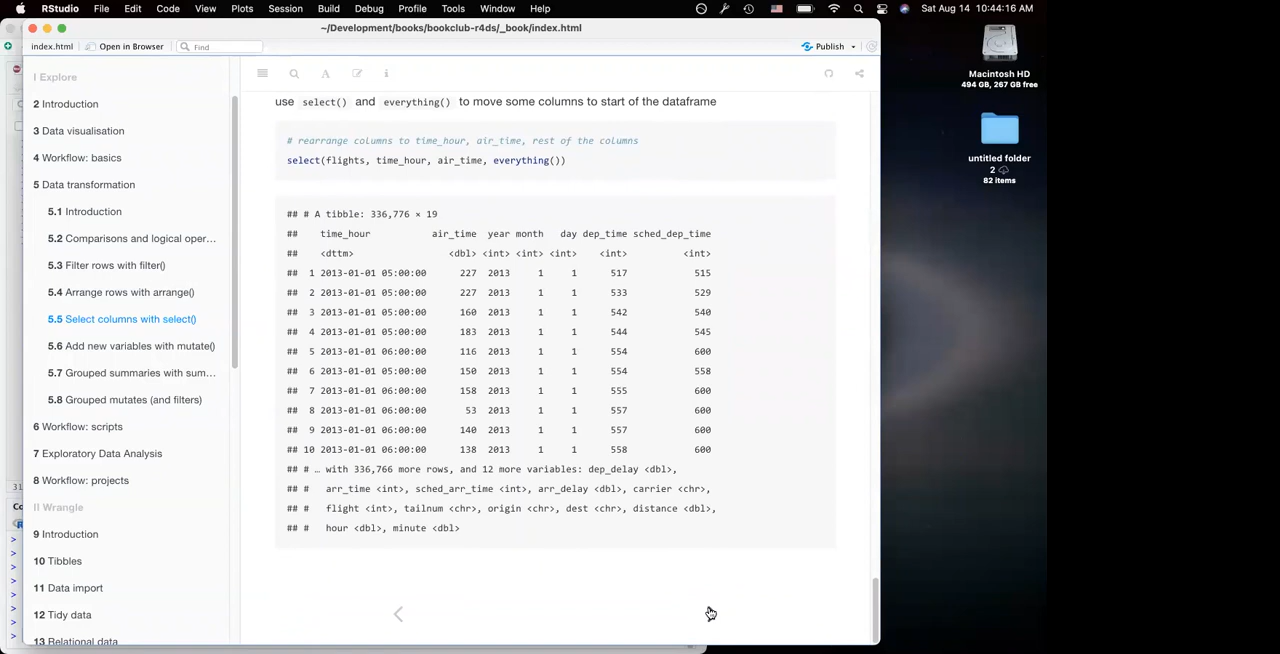 RStudio File Edit Code View Plots Session Build Debug Profile Tools Window Help Sat Aug 14 10:44:16 AM
~/Development/books/bookclub-r4ds/_book/index.html
index.html Open in Browser Find Publish
I Explore
2 Introduction
3 Data visualisation
4 Workflow: basics
5 Data transformation
5.1 Introduction
5.2 Comparisons and logical oper...
5.3 Filter rows with filter()
5.4 Arrange rows with arrange()
5.5 Select columns with select()
5.6 Add new variables with mutate()
5.7 Grouped summaries with sum...
5.8 Grouped mutates (and filters)
6 Workflow: scripts
7 Exploratory Data Analysis
8 Workflow: projects
II Wrangle
9 Introduction
10 Tibbles
11 Data import
12 Tidy data
13 Relational data
use select() and everything() to move some columns to start of the dataframe
# rearrange columns to time_hour, air_time, rest of the columns
select(flights, time_hour, air_time, everything())
## # A tibble: 336,776 × 19
## time_hour air_time year month day dep_time sched_dep_time
## <dttm> <dbl> <int> <int> <int> <int> <int>
## 1 2013-01-01 05:00:00 227 2013 1 1 517 515
## 2 2013-01-01 05:00:00 227 2013 1 1 533 529
## 3 2013-01-01 05:00:00 160 2013 1 1 542 540
## 4 2013-01-01 05:00:00 183 2013 1 1 544 545
## 5 2013-01-01 06:00:00 116 2013 1 1 554 600
## 6 2013-01-01 05:00:00 150 2013 1 1 554 558
## 7 2013-01-01 06:00:00 158 2013 1 1 555 600
## 8 2013-01-01 06:00:00 53 2013 1 1 557 600
## 9 2013-01-01 06:00:00 140 2013 1 1 557 600
## 10 2013-01-01 06:00:00 138 2013 1 1 558 600
## # … with 336,766 more rows, and 12 more variables: dep_delay <dbl>,
## # arr_time <int>, sched_arr_time <int>, arr_delay <dbl>, carrier <chr>,
## # flight <int>, tailnum <chr>, origin <chr>, dest <chr>, distance <dbl>,
## # hour <dbl>, minute <dbl>
Macintosh HD
494 GB, 267 GB free
untitled folder
2
82 items